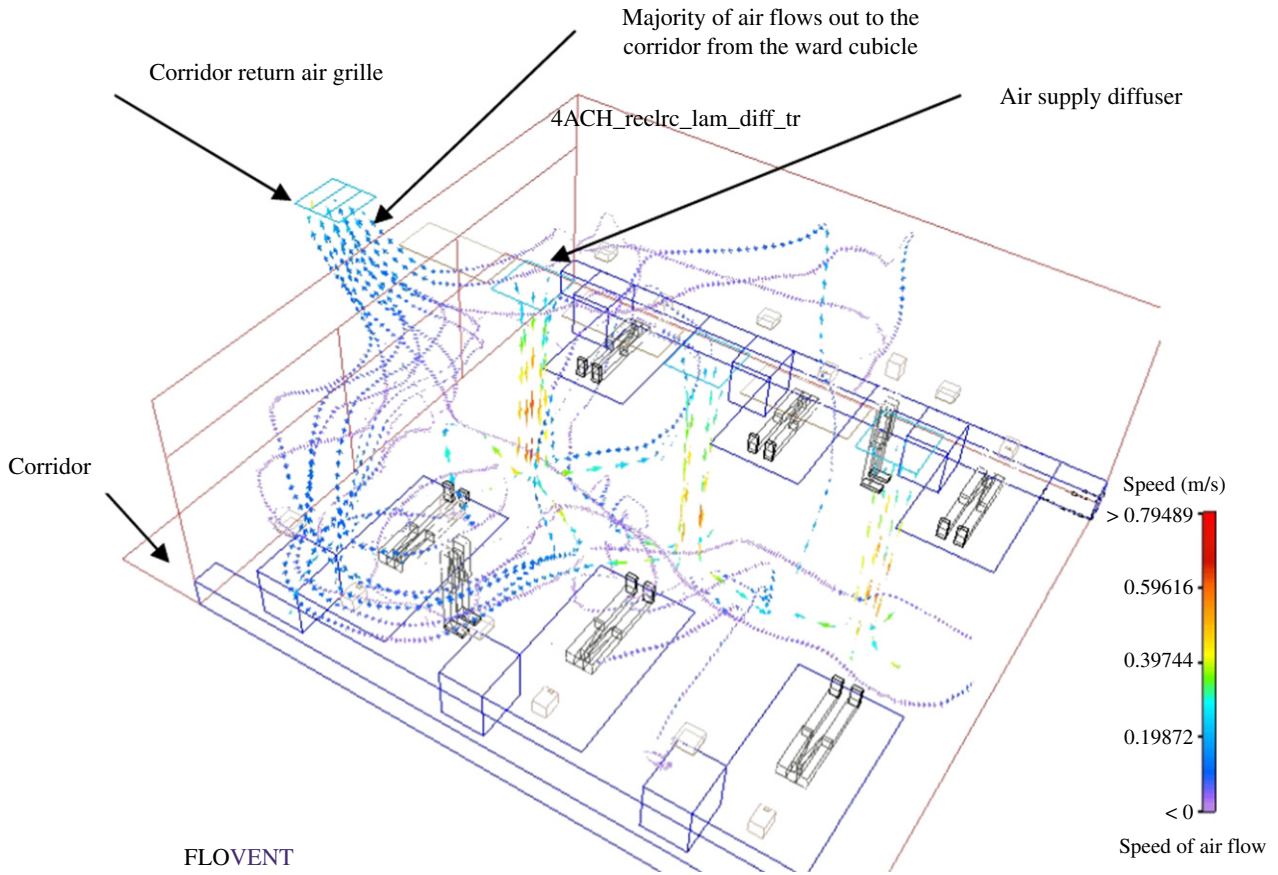 Majority of air flows out to the
corridor from the ward cubicle
Corridor return air grille
Air supply diffuser
4ACH_reclrc_lam_diff_tr
Corridor
Speed (m/s)
> 0.79489
0.59616
0.39744
0.19872
< 0
Speed of air flow
FLOVENT